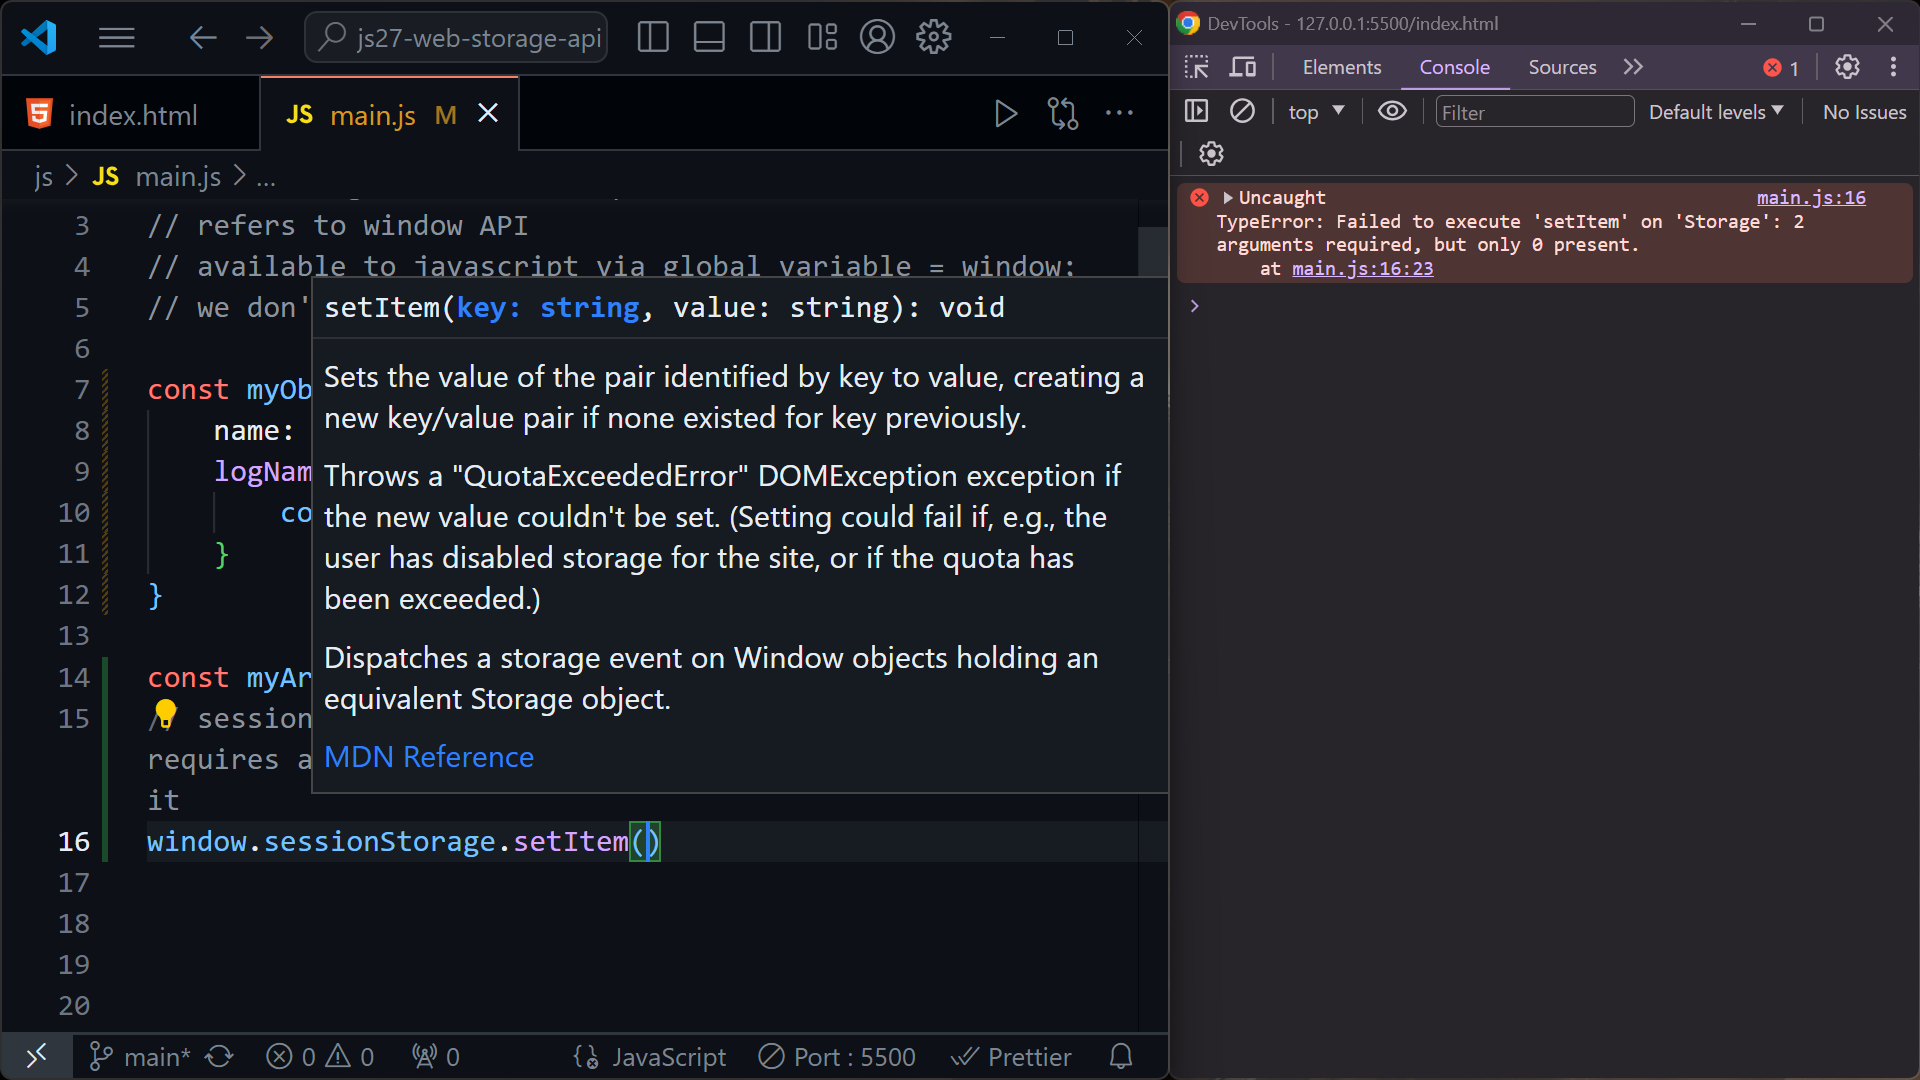 js27-web-storage-api
index.html
JS main.js M
js > JS main.js > ...
3 // refers to window API
4 // available to javascript via global variable = window;
5 // we don'
6
7 const myOb
8 name:
9 logNam
10 co
11 }
12 }
13
14 const myAr
15 // session
requires a
it
16 window.sessionStorage.setItem()
17
18
19
20
setItem(key: string, value: string): void
Sets the value of the pair identified by key to value, creating a
new key/value pair if none existed for key previously.
Throws a "QuotaExceededError" DOMException exception if
the new value couldn't be set. (Setting could fail if, e.g., the
user has disabled storage for the site, or if the quota has
been exceeded.)
Dispatches a storage event on Window objects holding an
equivalent Storage object.
MDN Reference
main* 0 0 0 JavaScript Port : 5500 Prettier
DevTools - 127.0.0.1:5500/index.html
Elements Console Sources 1
top Filter Default levels No Issues
Uncaught main.js:16
TypeError: Failed to execute 'setItem' on 'Storage': 2
arguments required, but only 0 present.
at main.js:16:23